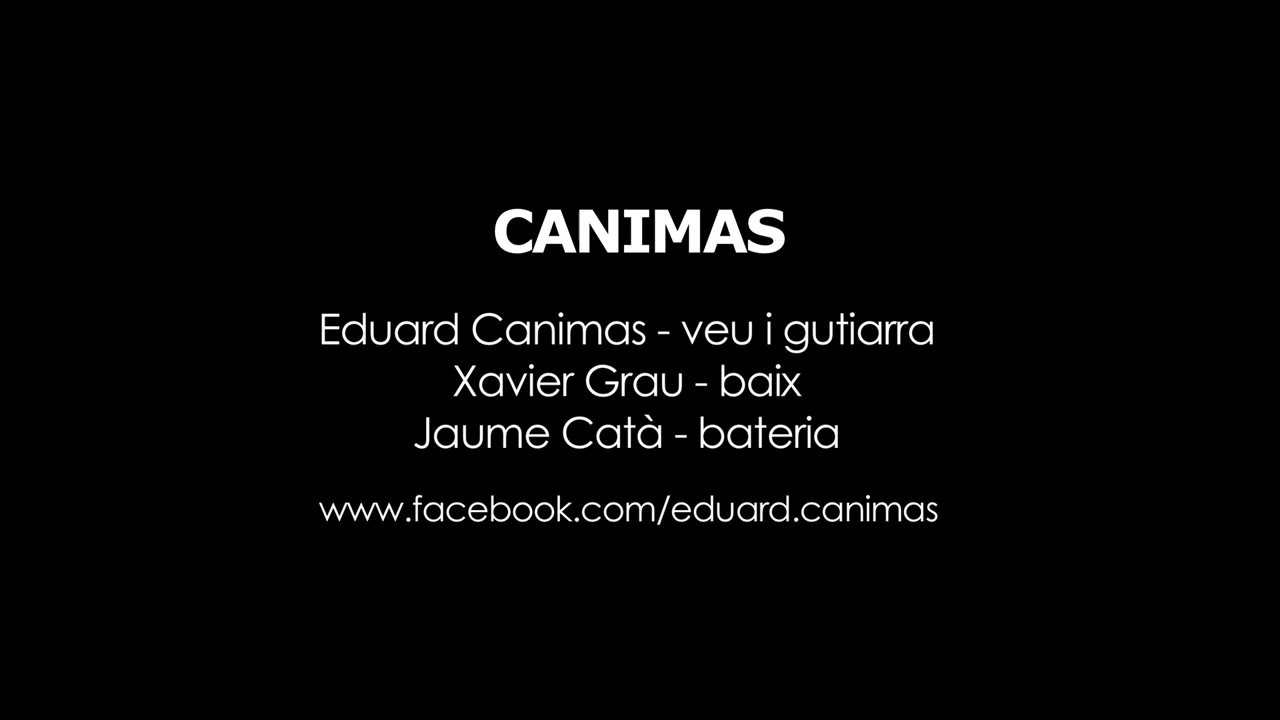 CANIMAS
Eduard Canimas - veu i gutiarra
Xavier Grau - baix
Jaume Catà - bateria
www.facebook.com/eduard.canimas